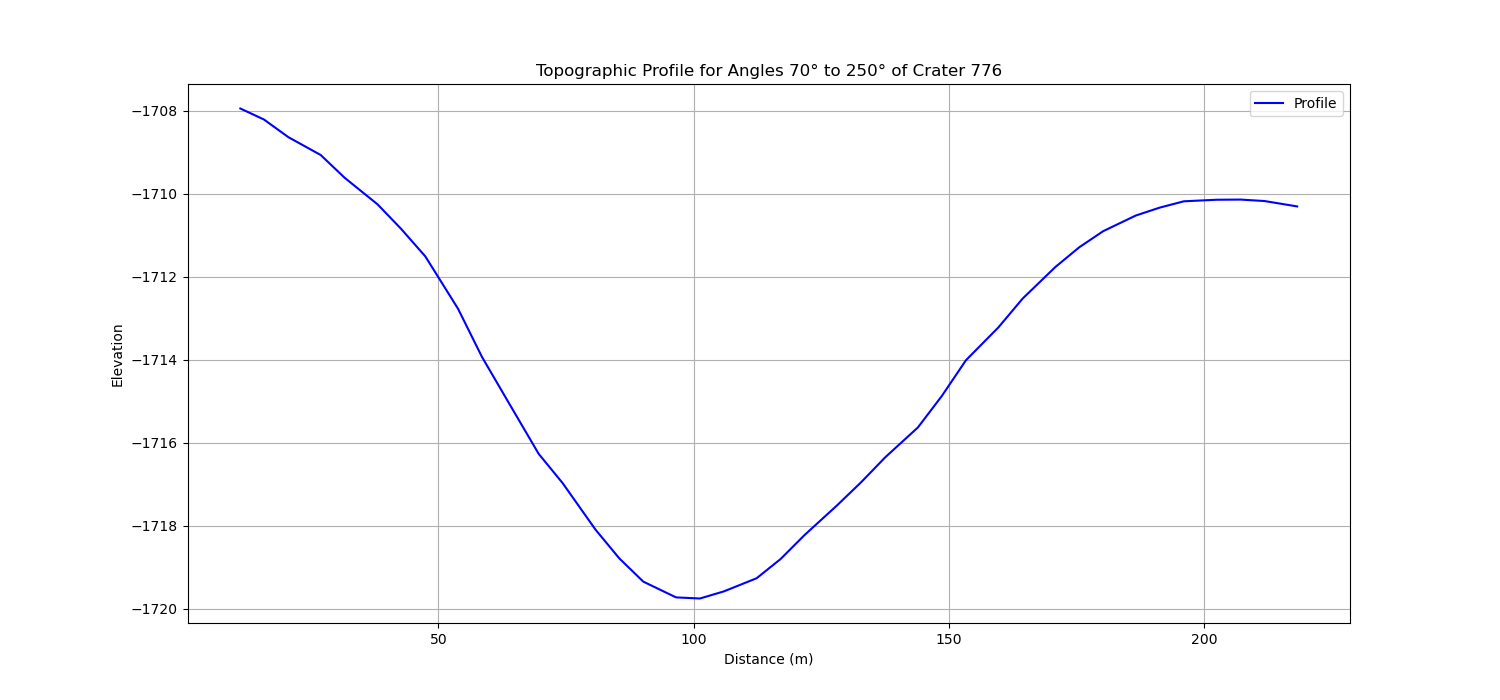 Topographic Profile for Angles 70° to 250° of Crater 776
Profile
−1708
−1710
−1712
−1714
−1716
−1718
−1720
Elevation
50
100
150
200
Distance (m)